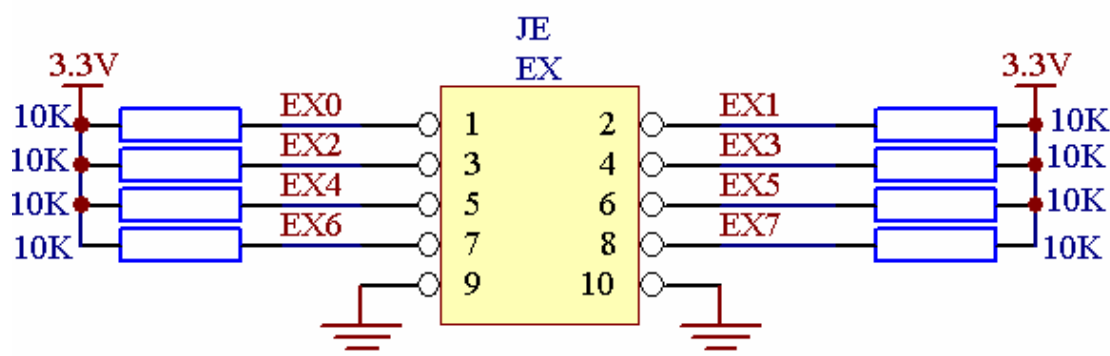 JE
EX
3.3V 3.3V
10K EX0 1 2 EX1 10K
10K EX2 3 4 EX3 10K
10K EX4 5 6 EX5 10K
10K EX6 7 8 EX7 10K
9 10